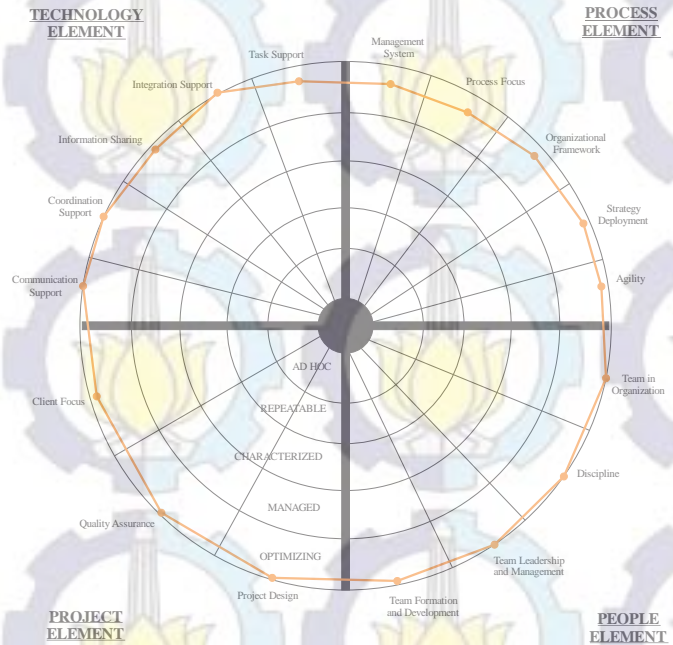 TECHNOLOGY
ELEMENT
PROCESS
ELEMENT
Task Support
Management
System
Integration Support
Process Focus
Information Sharing
Organizational
Framework
Coordination
Support
Strategy
Deployment
Communication
Support
Agility
AD HOC
Team in
Organization
Client Focus
REPEATABLE
CHARACTERIZED
Discipline
MANAGED
Quality Assurance
OPTIMIZING
Team Leadership
and Management
Project Design
Team Formation
and Development
PROJECT
ELEMENT
PEOPLE
ELEMENT